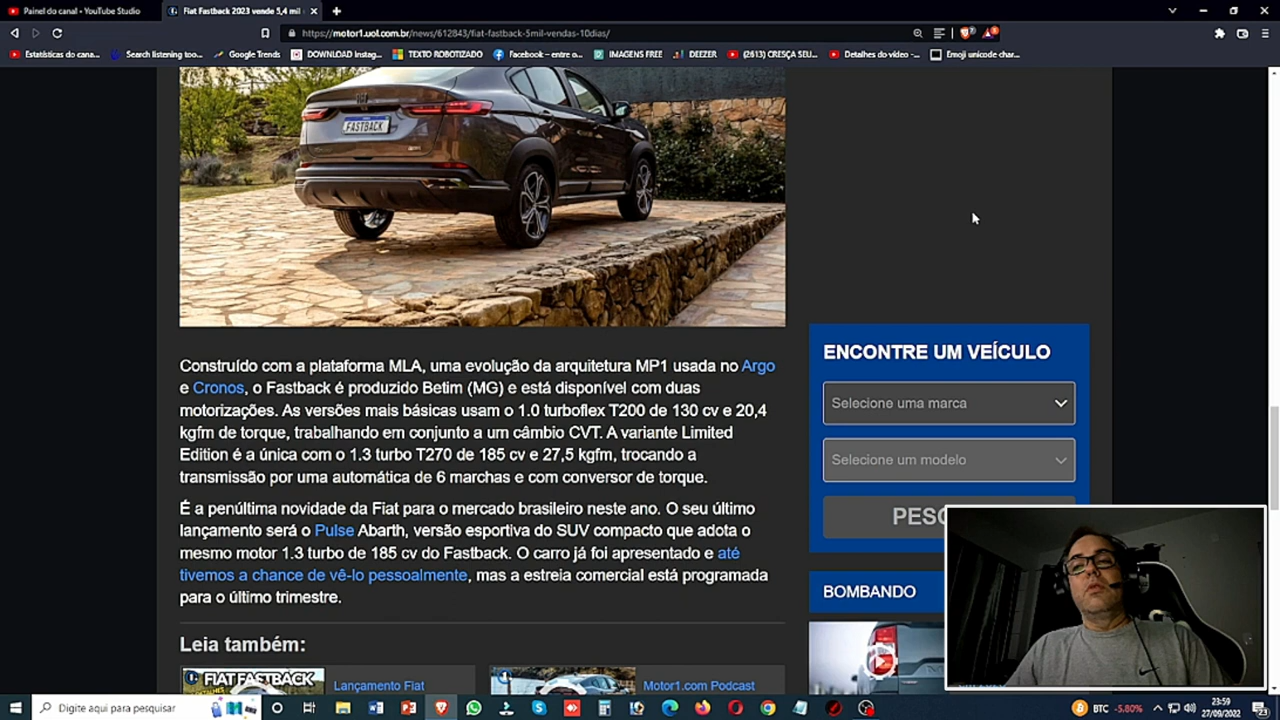 Painel do canal - YouTube Studio
Fiat Fastback 2023 vende 5,4 mil
https://motor1.uol.com.br/news/612843/fiat-fastback-5mil-vendas-10dias/
Estatísticas do cana...
Search listening too...
Google Trends
DOWNLOAD Instag...
TEXTO ROBOTIZADO
Facebook – entre o...
IMAGENS FREE
DEEZER
(2613) CRESÇA SEU...
Detalhes do vídeo -...
Emoji unicode char...
FASTBACK
Construído com a plataforma MLA, uma evolução da arquitetura MP1 usada no Argo
e Cronos, o Fastback é produzido Betim (MG) e está disponível com duas
motorizações. As versões mais básicas usam o 1.0 turboflex T200 de 130 cv e 20,4
kgfm de torque, trabalhando em conjunto a um câmbio CVT. A variante Limited
Edition é a única com o 1.3 turbo T270 de 185 cv e 27,5 kgfm, trocando a
transmissão por uma automática de 6 marchas e com conversor de torque.
É a penúltima novidade da Fiat para o mercado brasileiro neste ano. O seu último
lançamento será o Pulse Abarth, versão esportiva do SUV compacto que adota o
mesmo motor 1.3 turbo de 185 cv do Fastback. O carro já foi apresentado e até
tivemos a chance de vê-lo pessoalmente, mas a estreia comercial está programada
para o último trimestre.
Leia também:
FIAT FASTBACK
Lançamento Fiat
Motor1.com Podcast
ENCONTRE UM VEÍCULO
Selecione uma marca
Selecione um modelo
PESQ
BOMBANDO
Digite aqui para pesquisar
BTC -5,80%
23:59
27/09/2022